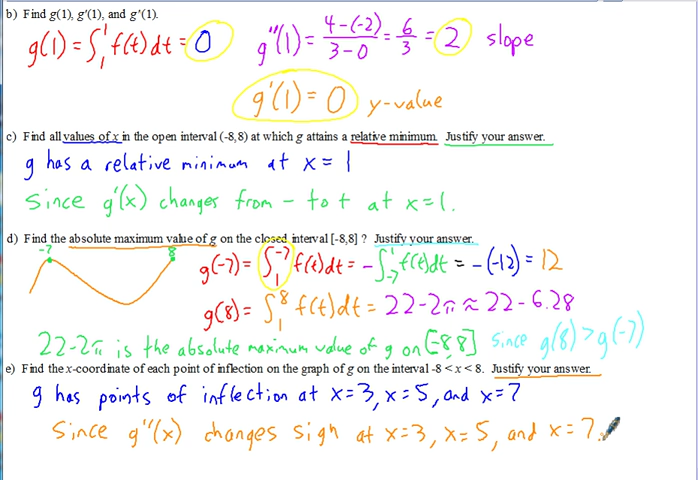 b) Find g(1), g'(1), and g"(1).
g(1) = ∫₁¹ f(t)dt = 0
g"(1) = 4-(-2)/3-0 = 6/3 = 2 slope
g'(1) = 0 y-value
c) Find all values of x in the open interval (-8,8) at which g attains a relative minimum. Justify your answer.
g has a relative minimum at x = 1
since g'(x) changes from - to + at x=1.
d) Find the absolute maximum value of g on the closed interval [-8,8] ? Justify your answer.
-7 8
g(-7) = ∫₁⁻⁷ f(t)dt = -∫₋₇¹ f(t)dt = -(-12) = 12
g(8) = ∫₁⁸ f(t)dt = 22-2π ≈ 22-6.28
22-2π is the absolute maximum value of g on [-8,8] since g(8) > g(-7)
e) Find the x-coordinate of each point of inflection on the graph of g on the interval -8 < x < 8. Justify your answer.
g has points of inflection at x=3, x=5, and x=7
Since g"(x) changes sign at x=3, x=5, and x=7.